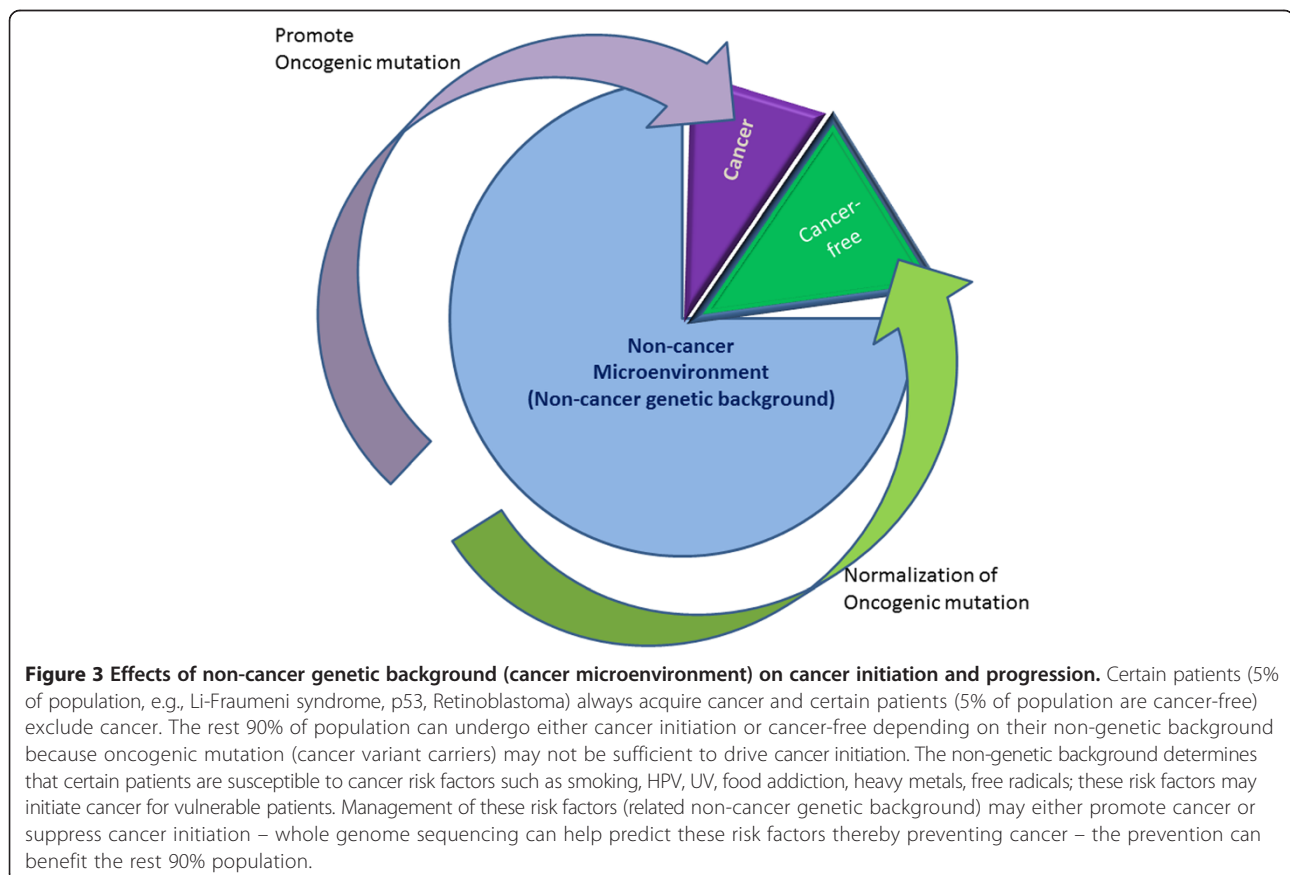 Promote
Oncogenic mutation
Cancer
Cancer-
free
Non-cancer
Microenvironment
(Non-cancer genetic background)
Normalization of
Oncogenic mutation
Figure 3 Effects of non-cancer genetic background (cancer microenvironment) on cancer initiation and progression. Certain patients (5%
of population, e.g., Li-Fraumeni syndrome, p53, Retinoblastoma) always acquire cancer and certain patients (5% of population are cancer-free)
exclude cancer. The rest 90% of population can undergo either cancer initiation or cancer-free depending on their non-genetic background
because oncogenic mutation (cancer variant carriers) may not be sufficient to drive cancer initiation. The non-genetic background determines
that certain patients are susceptible to cancer risk factors such as smoking, HPV, UV, food addiction, heavy metals, free radicals; these risk factors may
initiate cancer for vulnerable patients. Management of these risk factors (related non-cancer genetic background) may either promote cancer or
suppress cancer initiation – whole genome sequencing can help predict these risk factors thereby preventing cancer – the prevention can
benefit the rest 90% population.